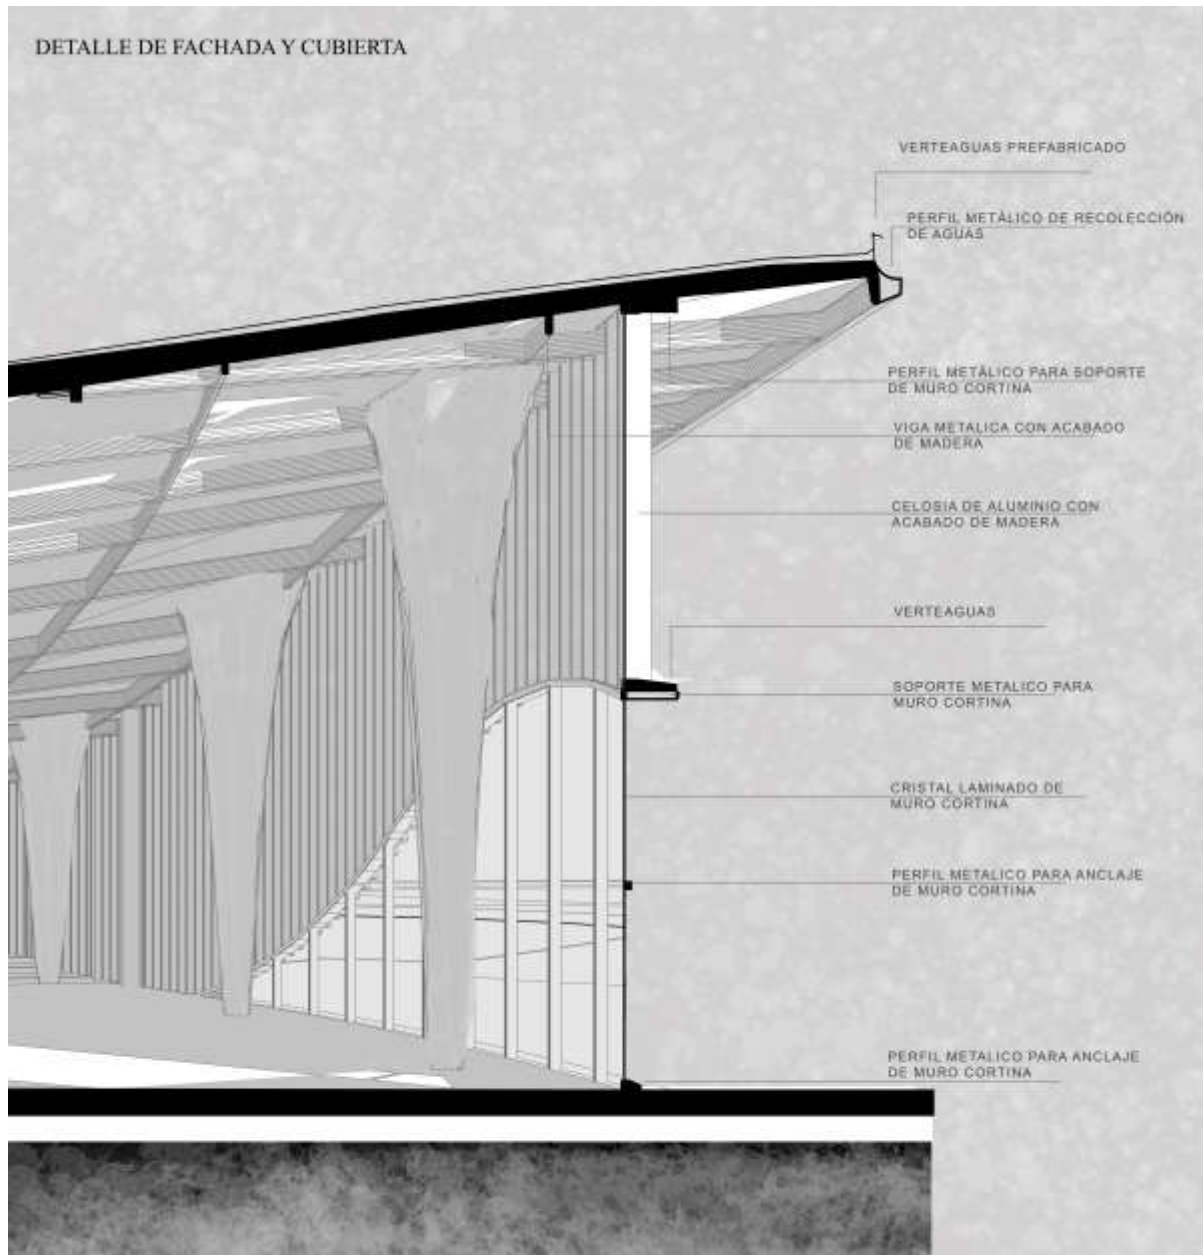 DETALLE DE FACHADA Y CUBIERTA
VERTEAGUAS PREFABRICADO
PERFIL METÁLICO DE RECOLECCIÓN
DE AGUAS
PERFIL METÁLICO PARA SOPORTE
DE MURO CORTINA
VIGA METALICA CON ACABADO
DE MADERA
CELOSIA DE ALUMINIO CON
ACABADO DE MADERA
VERTEAGUAS
SOPORTE METALICO PARA
MURO CORTINA
CRISTAL LAMINADO DE
MURO CORTINA
PERFIL METALICO PARA ANCLAJE
DE MURO CORTINA
PERFIL METALICO PARA ANCLAJE
DE MURO CORTINA